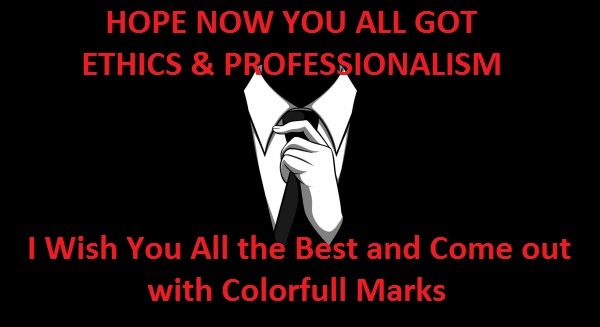 HOPE NOW YOU ALL GOT
ETHICS & PROFESSIONALISM
I Wish You All the Best and Come out
with Colorfull Marks